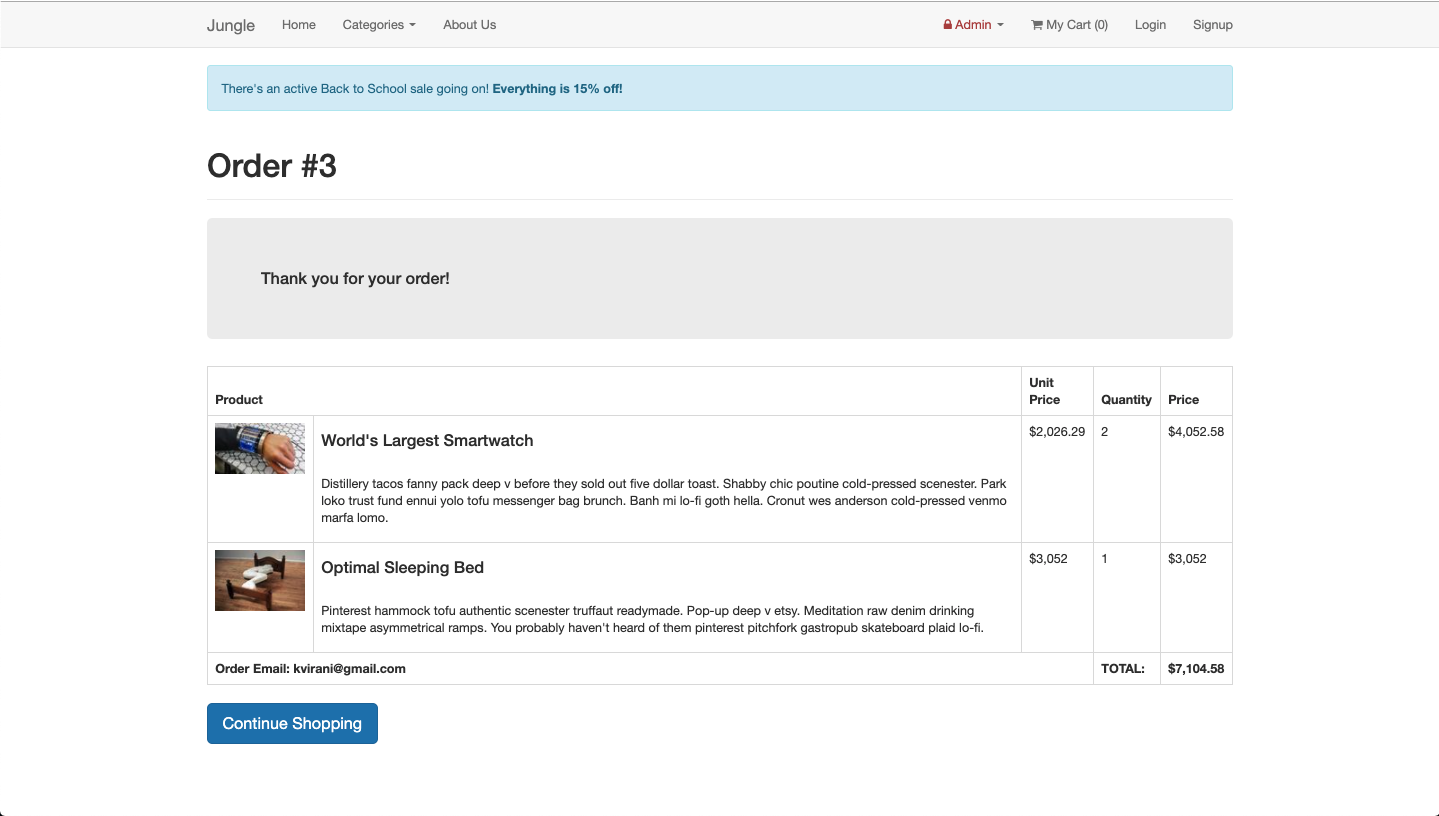 Jungle Home Categories About Us Admin My Cart (0) Login Signup
There's an active Back to School sale going on! Everything is 15% off!
Order #3
Thank you for your order!
Product Unit Price Quantity Price
World's Largest Smartwatch $2,026.29 2 $4,052.58
Distillery tacos fanny pack deep v before they sold out five dollar toast. Shabby chic poutine cold-pressed scenester. Park
loko trust fund ennui yolo tofu messenger bag brunch. Banh mi lo-fi goth hella. Cronut wes anderson cold-pressed venmo
marfa lomo.
Optimal Sleeping Bed $3,052 1 $3,052
Pinterest hammock tofu authentic scenester truffaut readymade. Pop-up deep v etsy. Meditation raw denim drinking
mixtape asymmetrical ramps. You probably haven't heard of them pinterest pitchfork gastropub skateboard plaid lo-fi.
Order Email: kvirani@gmail.com TOTAL: $7,104.58
Continue Shopping